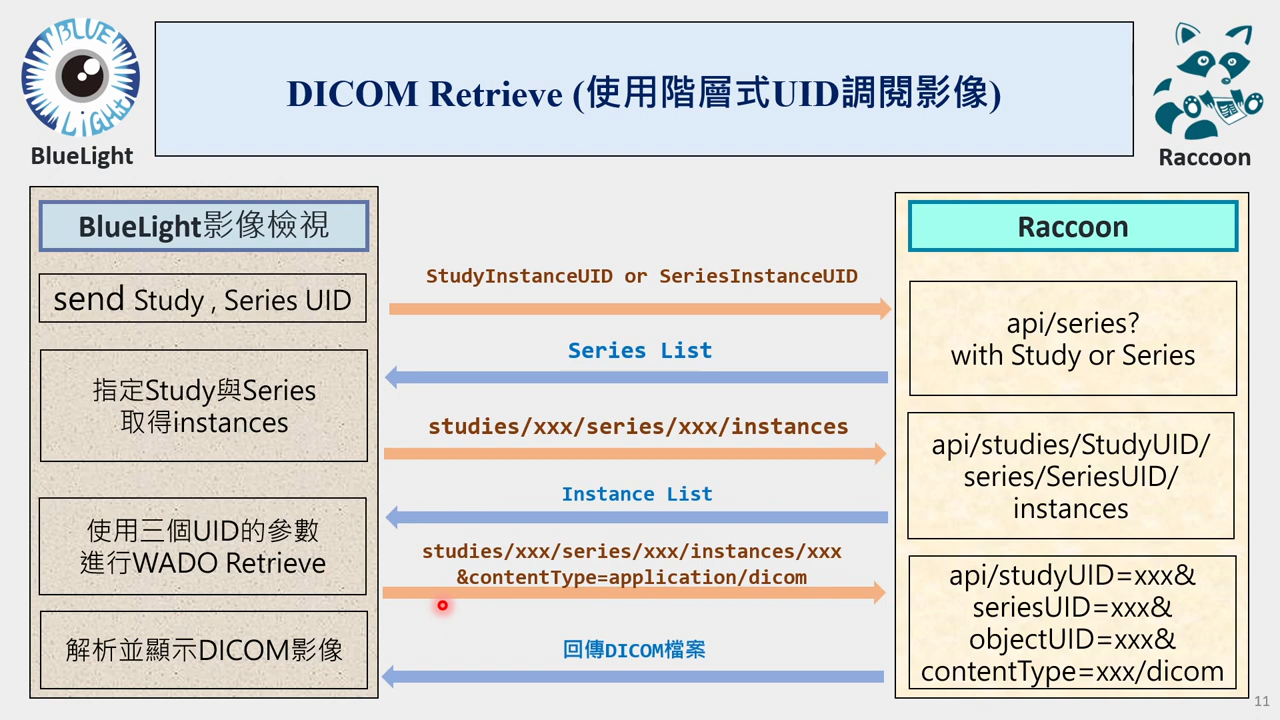 BLUE
LiGHT
BlueLight
DICOM Retrieve (使用階層式UID調閱影像)
Raccoon
BlueLight影像檢視
send Study , Series UID
指定Study與Series
取得instances
使用三個UID的參數
進行WADO Retrieve
解析並顯示DICOM影像
StudyInstanceUID or SeriesInstanceUID
Series List
studies/xxx/series/xxx/instances
Instance List
studies/xxx/series/xxx/instances/xxx
&contentType=application/dicom
回傳DICOM檔案
Raccoon
api/series?
with Study or Series
api/studies/StudyUID/
series/SeriesUID/
instances
api/studyUID=xxx&
seriesUID=xxx&
objectUID=xxx&
contentType=xxx/dicom
11